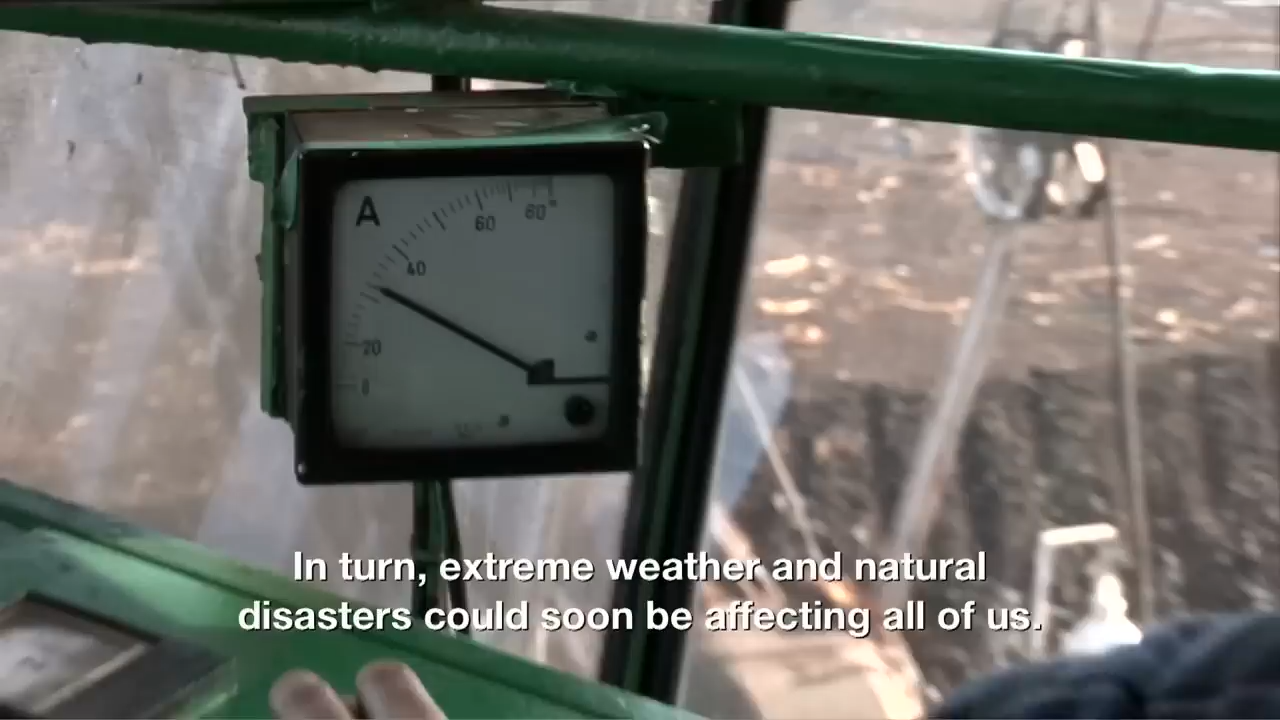 A
60
60
40
20
0
In turn, extreme weather and natural
disasters could soon be affecting all of us.